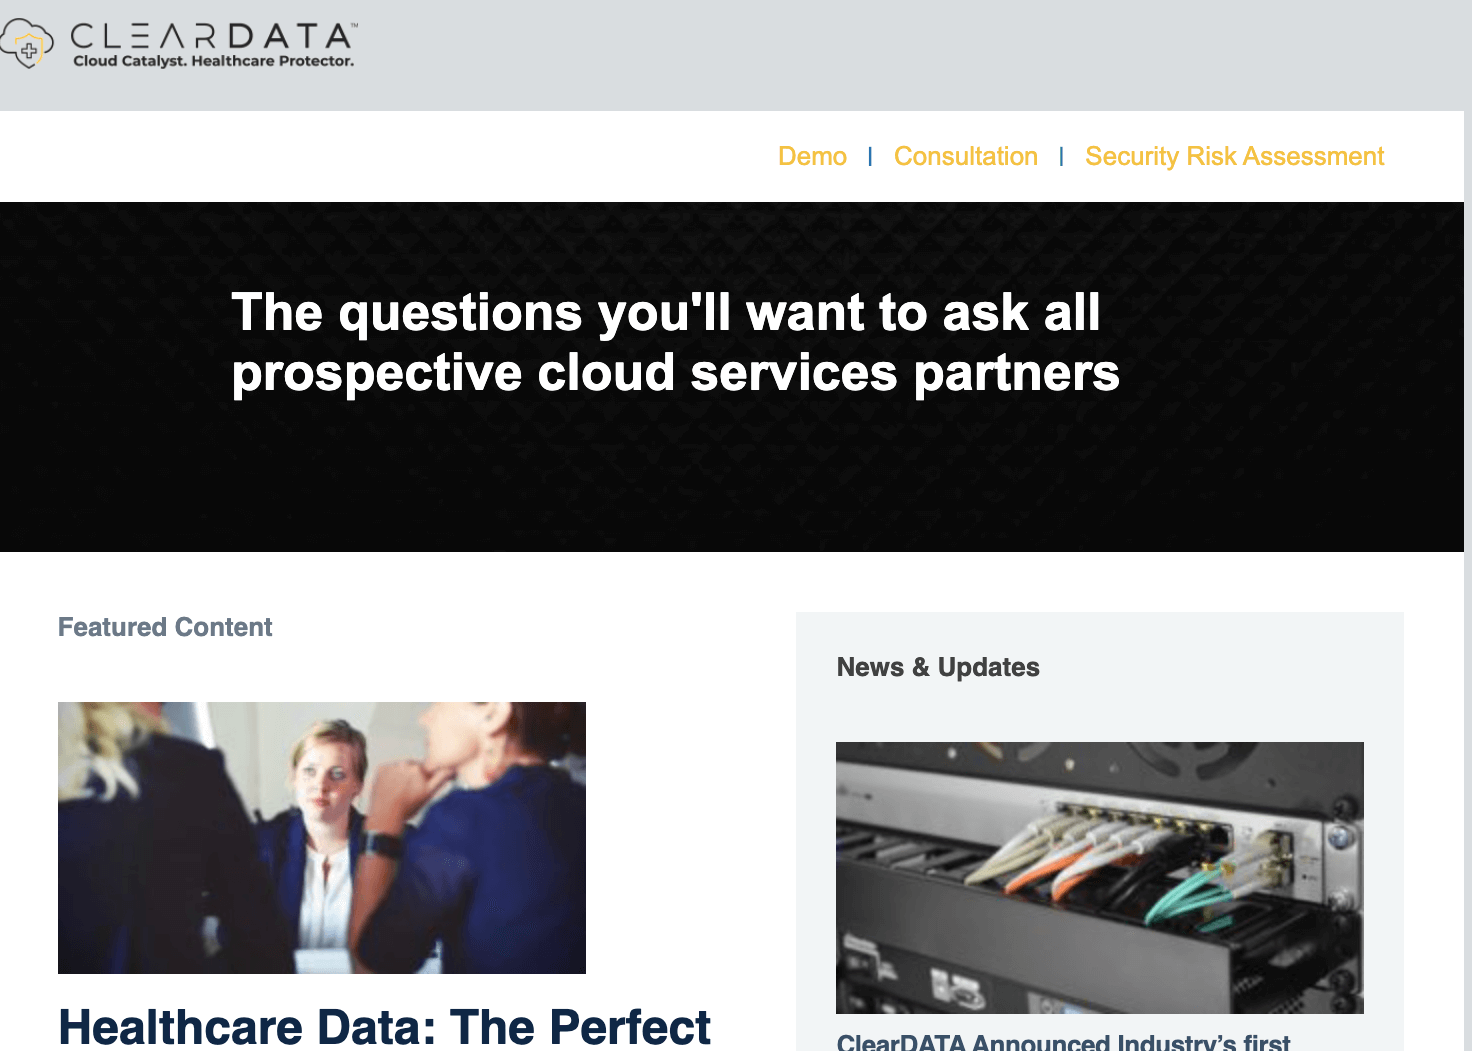 CLEARDATA™
Cloud Catalyst. Healthcare Protector.
Demo | Consultation | Security Risk Assessment
The questions you'll want to ask all
prospective cloud services partners
Featured Content
Healthcare Data: The Perfect
News & Updates
ClearDATA Announced Industry’s first